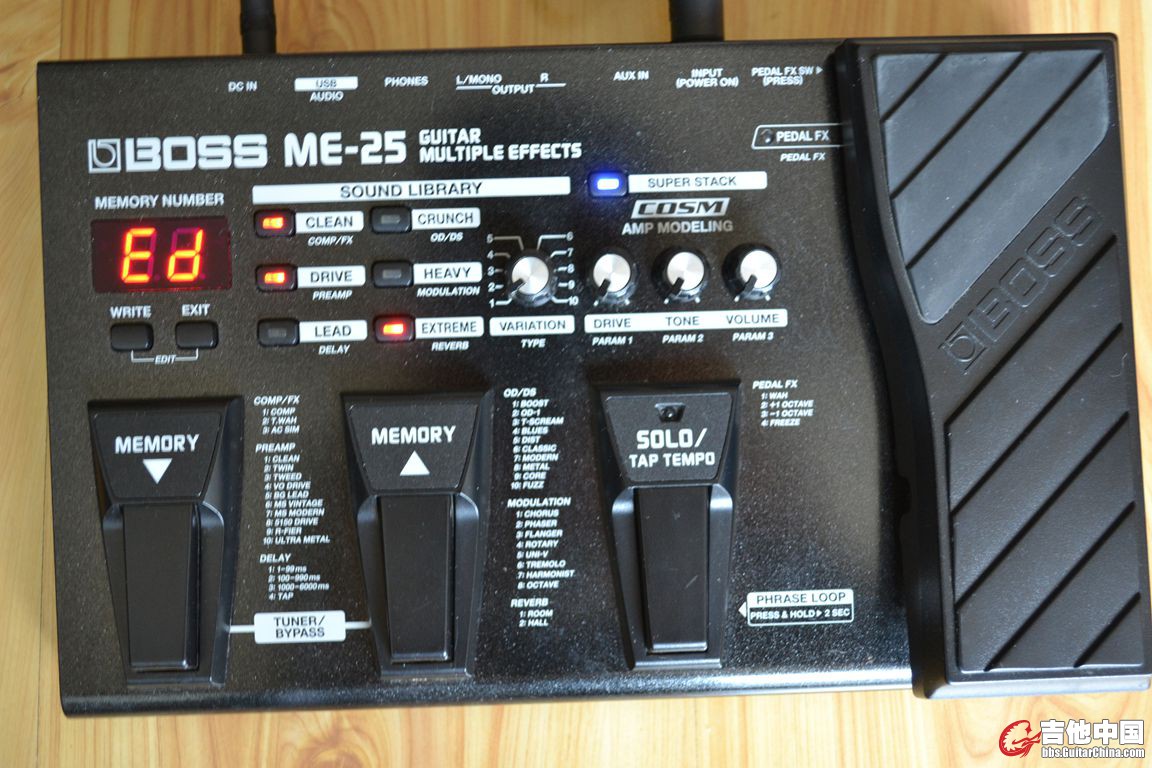 DC IN
USB
AUDIO
PHONES
L/MONO R
OUTPUT
AUX IN
INPUT
(POWER ON)
PEDAL FX SW
(PRESS)
BOSS ME-25 GUITAR
MULTIPLE EFFECTS
PEDAL FX
PEDAL FX
MEMORY NUMBER
Ed
WRITE EXIT
EDIT
SOUND LIBRARY
CLEAN
COMP/FX
CRUNCH
OD/DS
DRIVE
PREAMP
HEAVY
MODULATION
LEAD
DELAY
EXTREME
REVERB
SUPER STACK
COSM
AMP MODELING
5 6
4 7
3 8
2 9
1 10
VARIATION
TYPE
DRIVE TONE VOLUME
PARAM 1 PARAM 2 PARAM 3
BOSS
MEMORY
COMP/FX
1: COMP
2: T.WAH
3: AC SIM
PREAMP
1: CLEAN
2: TWIN
3: TWEED
4: VO DRIVE
5: BG LEAD
6: MS VINTAGE
7: MS MODERN
8: 5150 DRIVE
9: R-FIER
10: ULTRA METAL
DELAY
1: 1–99 ms
2: 100–990 ms
3: 1000–6000 ms
4: TAP
TUNER/
BYPASS
MEMORY
OD/DS
1: BOOST
2: OD-1
3: T-SCREAM
4: BLUES
5: DIST
6: CLASSIC
7: MODERN
8: METAL
9: CORE
10: FUZZ
MODULATION
1: CHORUS
2: PHASER
3: FLANGER
4: ROTARY
5: UNI-V
6: TREMOLO
7: HARMONIST
8: OCTAVE
REVERB
1: ROOM
2: HALL
SOLO/
TAP TEMPO
PEDAL FX
1: WAH
2: +1 OCTAVE
3: –1 OCTAVE
4: FREEZE
PHRASE LOOP
PRESS & HOLD 2 SEC
吉他中国
bbs.GuitarChina.com